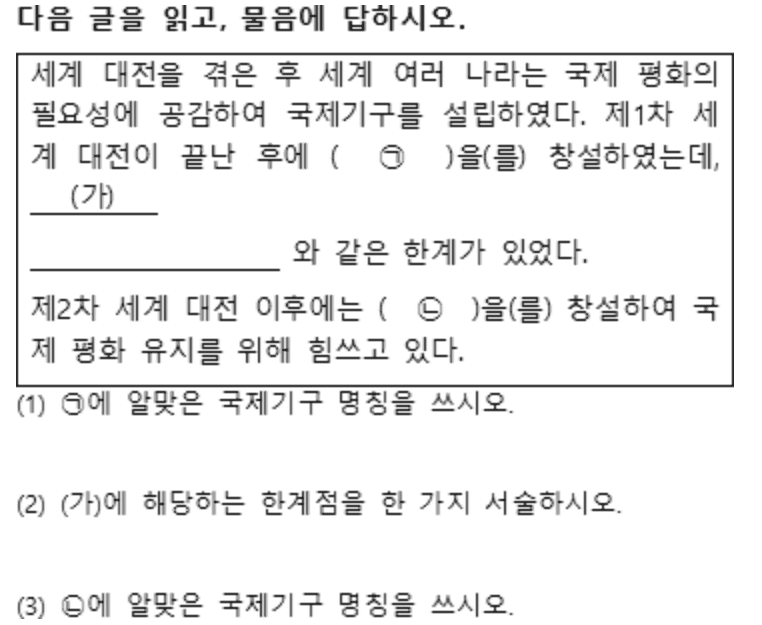 다음 글을 읽고, 물음에 답하시오.
세계 대전을 겪은 후 세계 여러 나라는 국제 평화의
필요성에 공감하여 국제기구를 설립하였다. 제1차 세
계 대전이 끝난 후에 ( ㉠ )을(를) 창설하였는데,
(가)
와 같은 한계가 있었다.
제2차 세계 대전 이후에는 ( ㉡ )을(를) 창설하여 국
제 평화 유지를 위해 힘쓰고 있다.
(1) ㉠에 알맞은 국제기구 명칭을 쓰시오.
(2) (가)에 해당하는 한계점을 한 가지 서술하시오.
(3) ㉡에 알맞은 국제기구 명칭을 쓰시오.